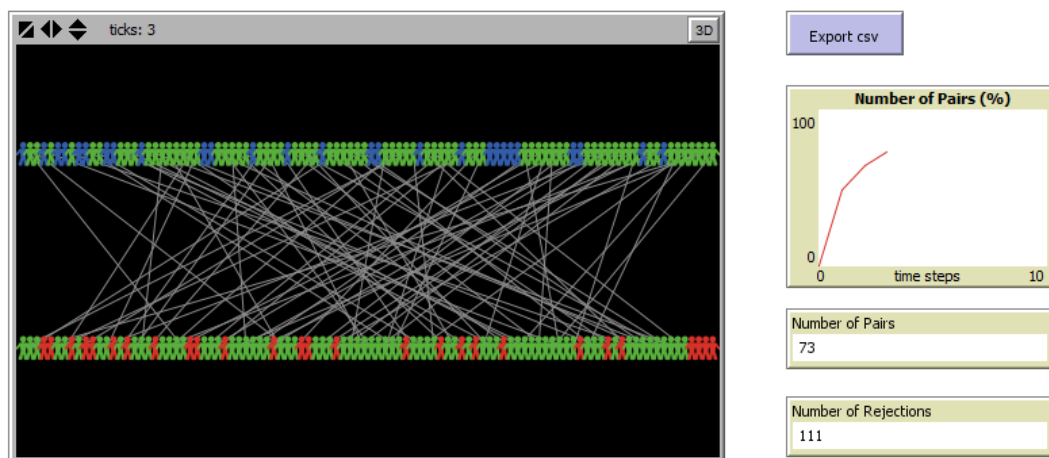 ticks: 3
3D
Export csv
Number of Pairs (%)
100
0
0
time steps
10
Number of Pairs
73
Number of Rejections
111